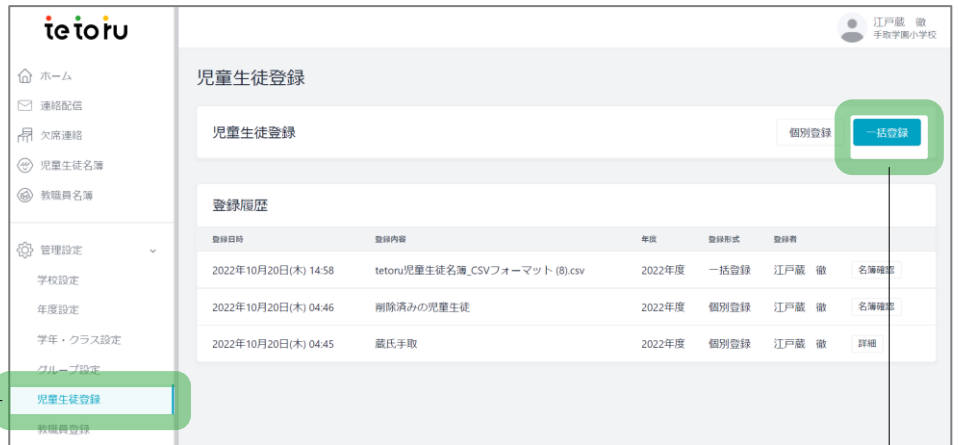 tetoru
江戸蔵 徹
手取学園小学校
ホーム
連絡配信
欠席連絡
児童生徒名簿
教職員名簿
管理設定
学校設定
年度設定
学年・クラス設定
グループ設定
児童生徒登録
教職員登録
児童生徒登録
児童生徒登録 個別登録 一括登録
登録履歴
登録日時 登録内容 年度 登録形式 登録者
2022年10月20日(木) 14:58 tetoru児童生徒名簿_CSVフォーマット (8).csv 2022年度 一括登録 江戸蔵 徹 名簿確認
2022年10月20日(木) 04:46 削除済みの児童生徒 2022年度 個別登録 江戸蔵 徹 名簿確認
2022年10月20日(木) 04:45 蔵氏手取 2022年度 個別登録 江戸蔵 徹 詳細